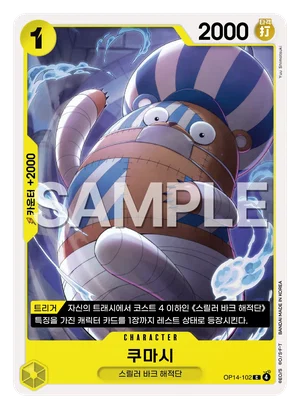 1
2000
타격
打
Yuu Shimotsuki
카운터 +2000
SAMPLE
트리거 자신의 트래시에서 코스트 4 이하인 《스릴러 바크 해적단》
특징을 가진 캐릭터 카드를 1장까지 레스트 상태로 등장시킨다.
CHARACTER
쿠마시
스릴러 바크 해적단
OP14-102 C